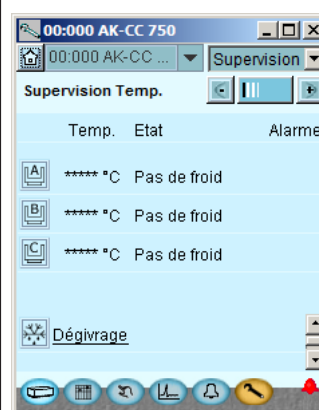 00:000 AK-CC 750
00:000 AK-CC ... Supervision
Supervision Temp.
Temp. Etat Alarme
A ***** °C Pas de froid
B ***** °C Pas de froid
C ***** °C Pas de froid
Dégivrage